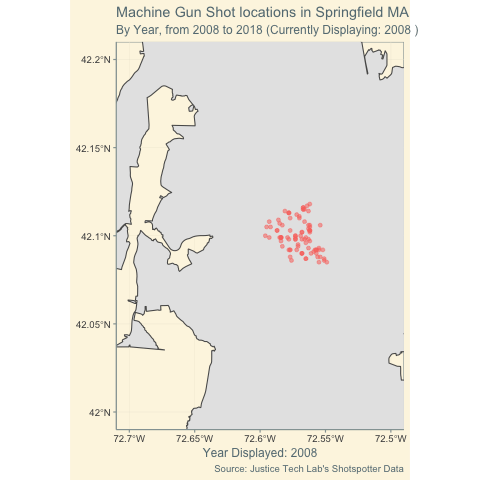 Machine Gun Shot locations in Springfield MA
By Year, from 2008 to 2018 (Currently Displaying: 2008 )
42.2°N
42.15°N
42.1°N
42.05°N
42°N
72.7°W 72.65°W 72.6°W 72.55°W 72.5°W
Year Displayed: 2008
Source: Justice Tech Lab's Shotspotter Data